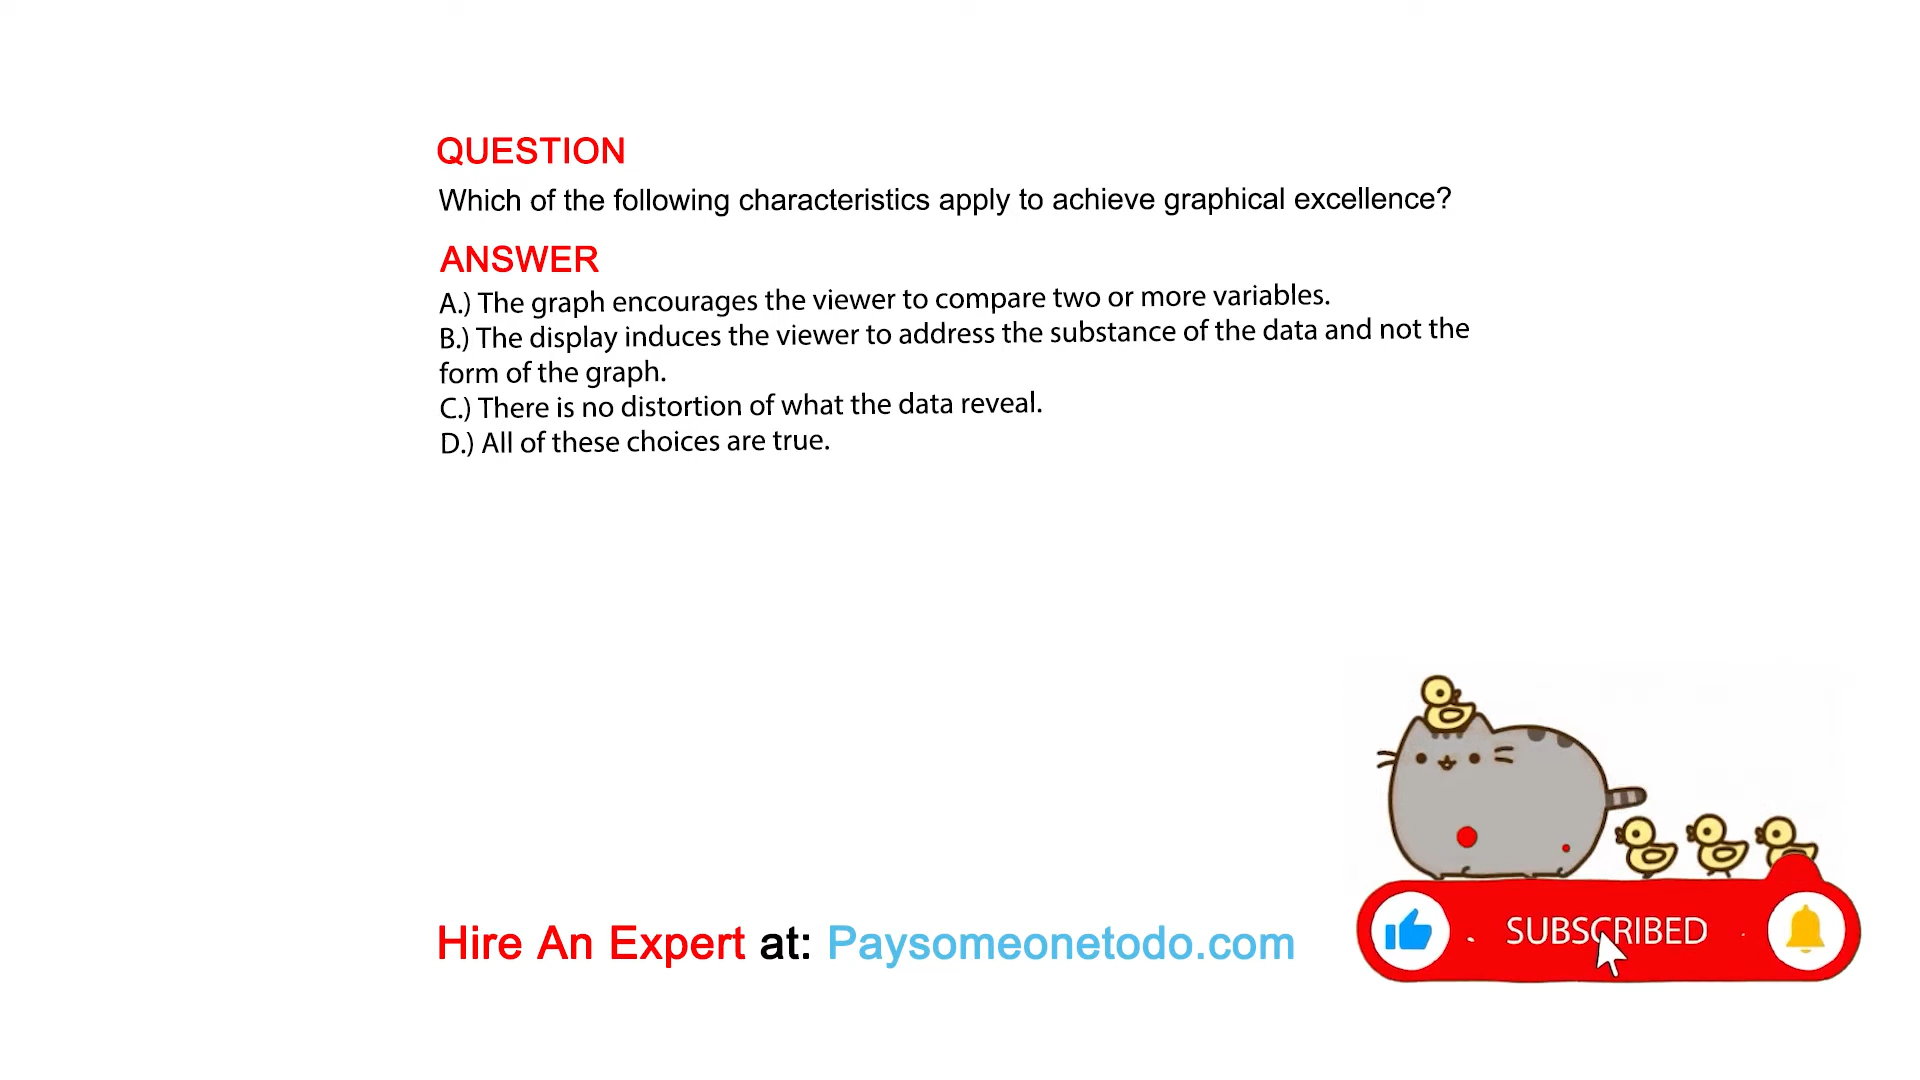 QUESTION
Which of the following characteristics apply to achieve graphical excellence?
ANSWER
A.) The graph encourages the viewer to compare two or more variables.
B.) The display induces the viewer to address the substance of the data and not the
form of the graph.
C.) There is no distortion of what the data reveal.
D.) All of these choices are true.
Hire An Expert at: Paysomeonetodo.com
SUBSCRIBED